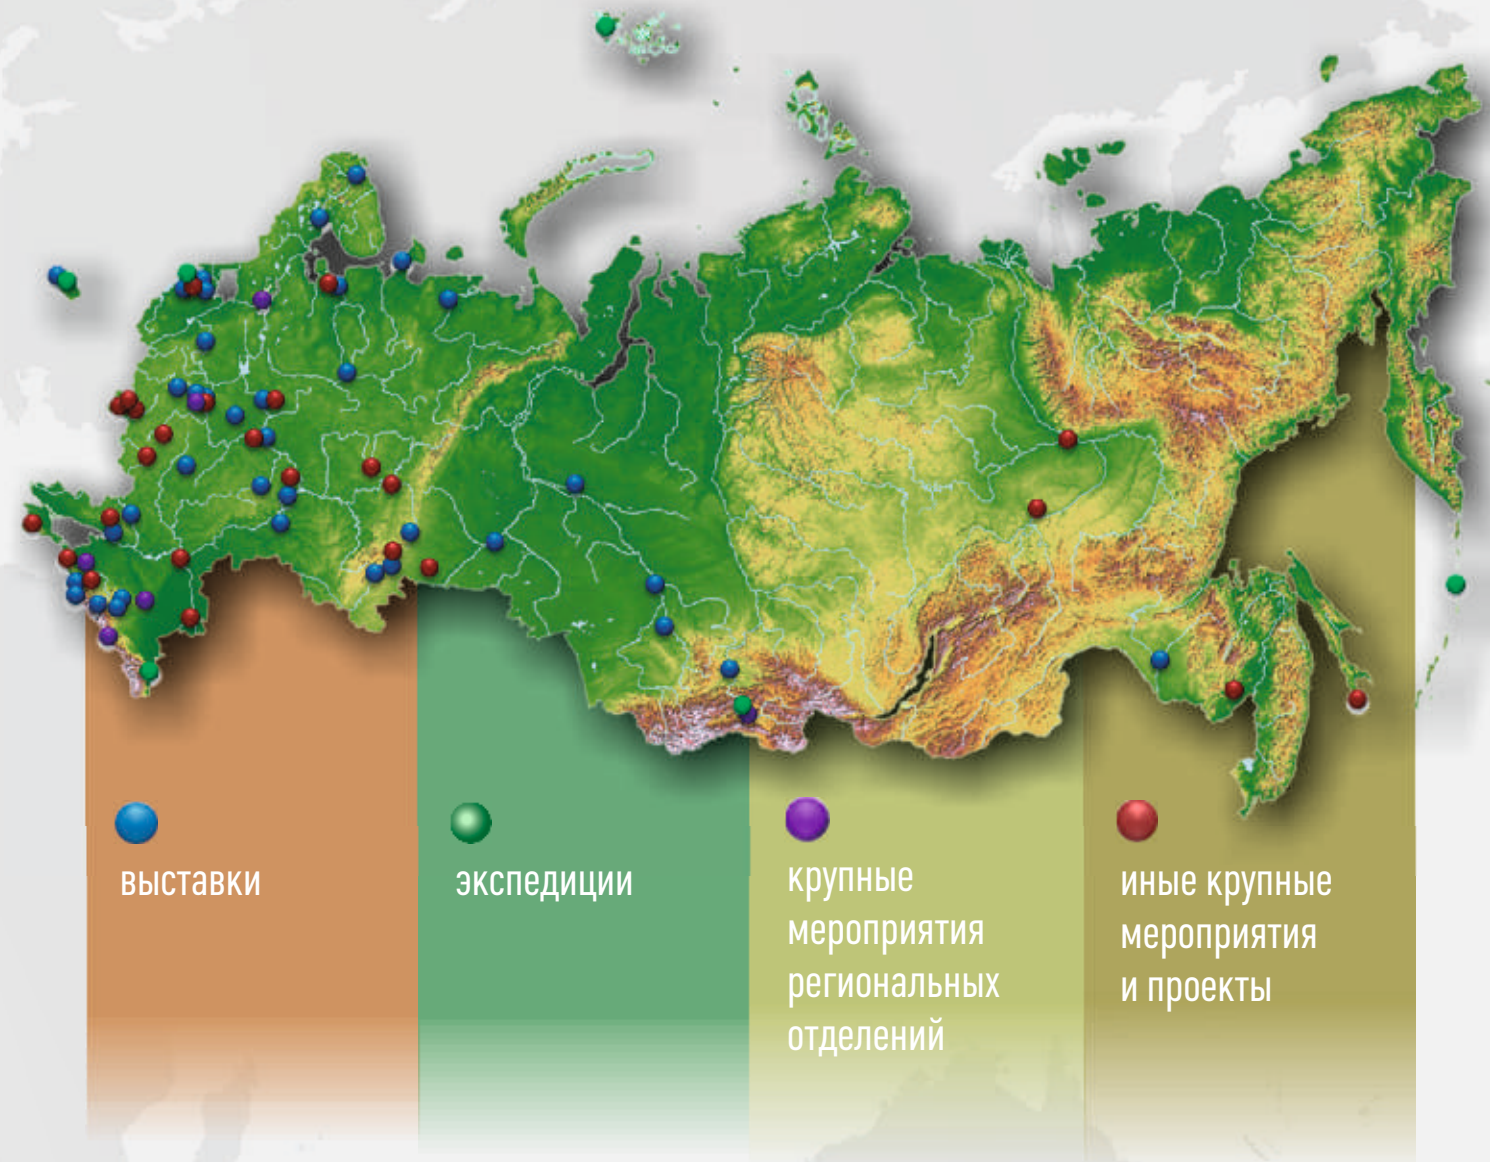 выставки
экспедиции
крупные
мероприятия
региональных
отделений
иные крупные
мероприятия
и проекты